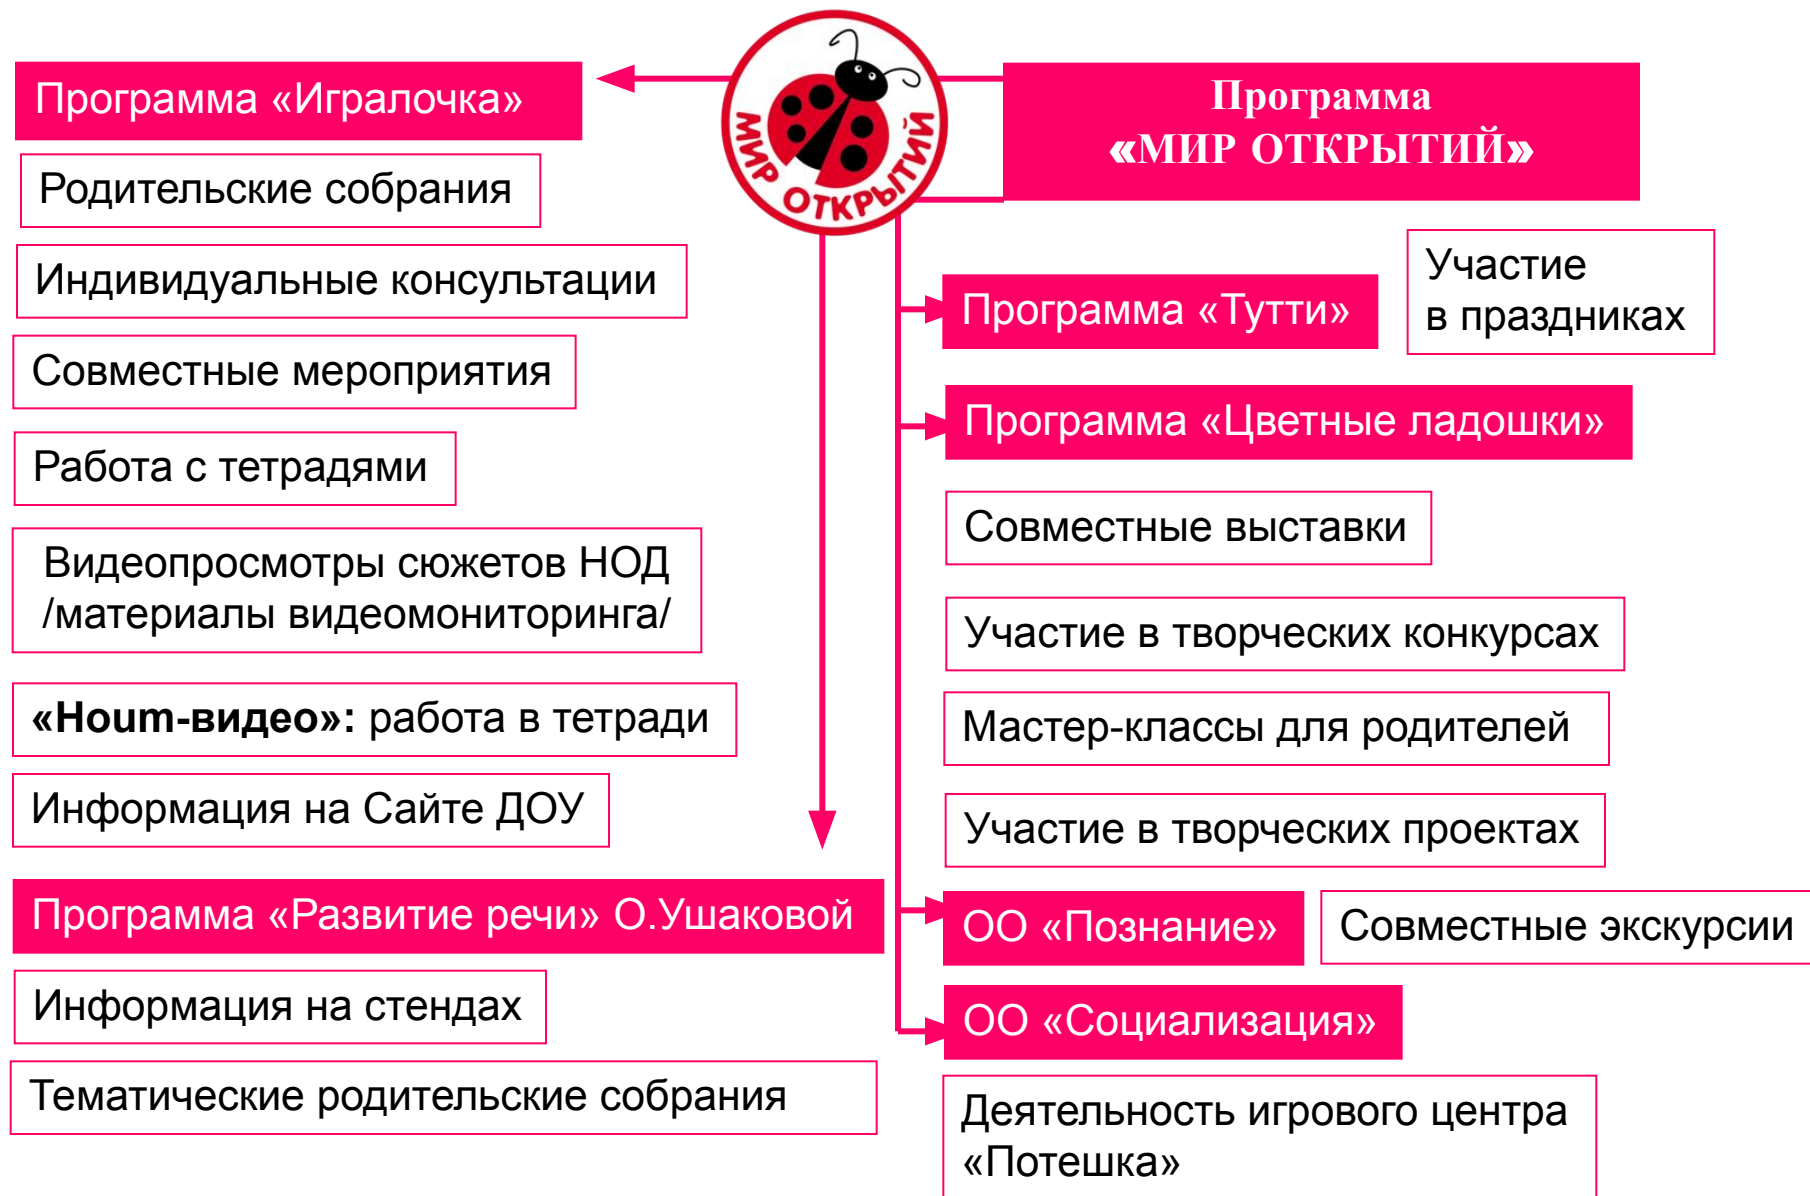 Программа «Игралочка»
Родительские собрания
Индивидуальные консультации
Совместные мероприятия
Работа с тетрадями
Видеопросмотры сюжетов НОД
/материалы видеомониторинга/
«Houm-видео»: работа в тетради
Информация на Сайте ДОУ
Программа «Развитие речи» О.Ушаковой
Информация на стендах
Тематические родительские собрания
МИР ОТКРЫТИЙ
Программа
«МИР ОТКРЫТИЙ»
Программа «Тутти»
Участие
в праздниках
Программа «Цветные ладошки»
Совместные выставки
Участие в творческих конкурсах
Мастер-классы для родителей
Участие в творческих проектах
ОО «Познание»
Совместные экскурсии
ОО «Социализация»
Деятельность игрового центра
«Потешка»